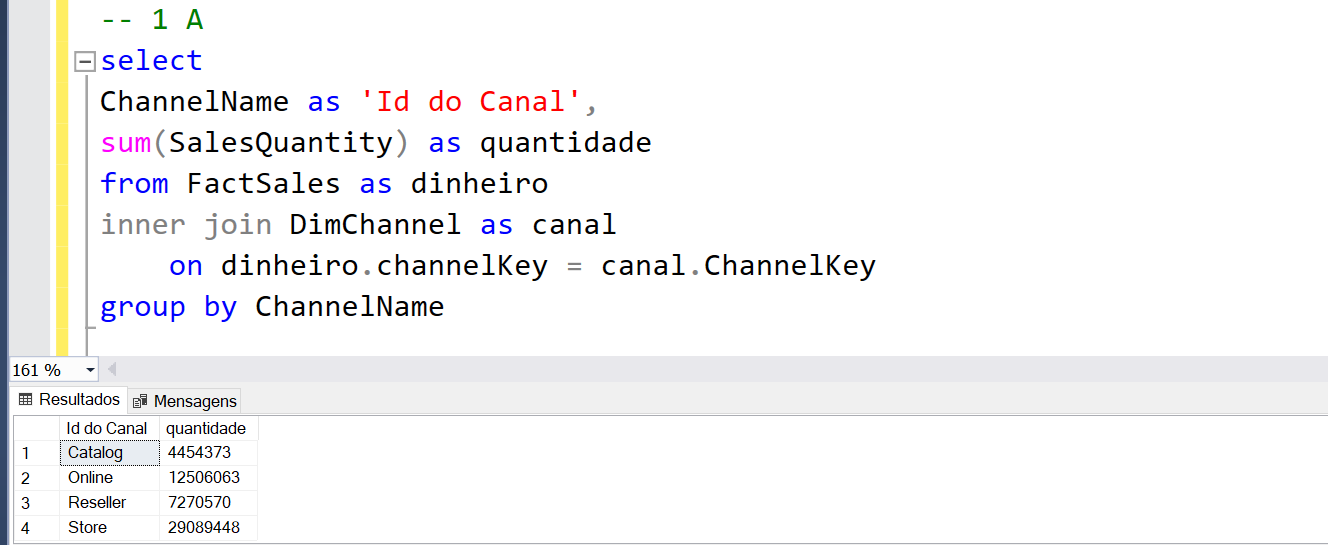 -- 1 A
select
ChannelName as 'Id do Canal',
sum(SalesQuantity) as quantidade
from FactSales as dinheiro
inner join DimChannel as canal
    on dinheiro.channelKey = canal.ChannelKey
group by ChannelName
161 %
Resultados Mensagens
Id do Canal quantidade
1 Catalog 4454373
2 Online 12506063
3 Reseller 7270570
4 Store 29089448